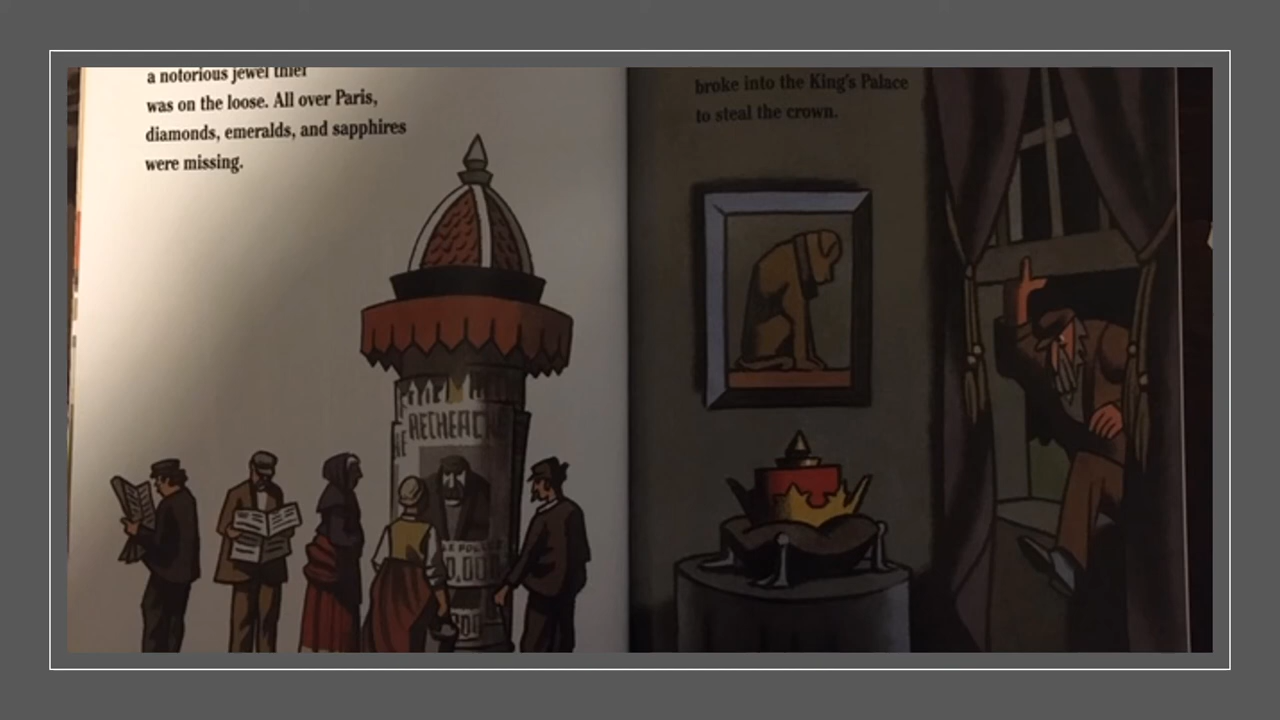 a notorious jewel thief
was on the loose. All over Paris,
diamonds, emeralds, and sapphires
were missing.
broke into the King's Palace
to steal the crown.